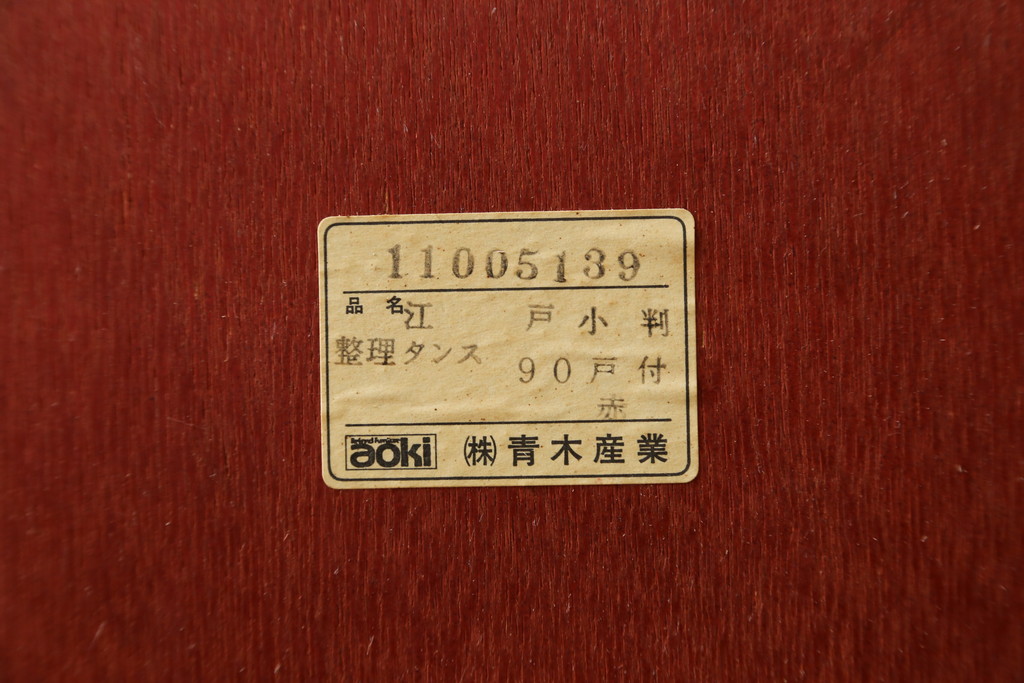 11005139
品名 江戸小判
整理タンス 90戸付
赤
aoki ㈱青木産業